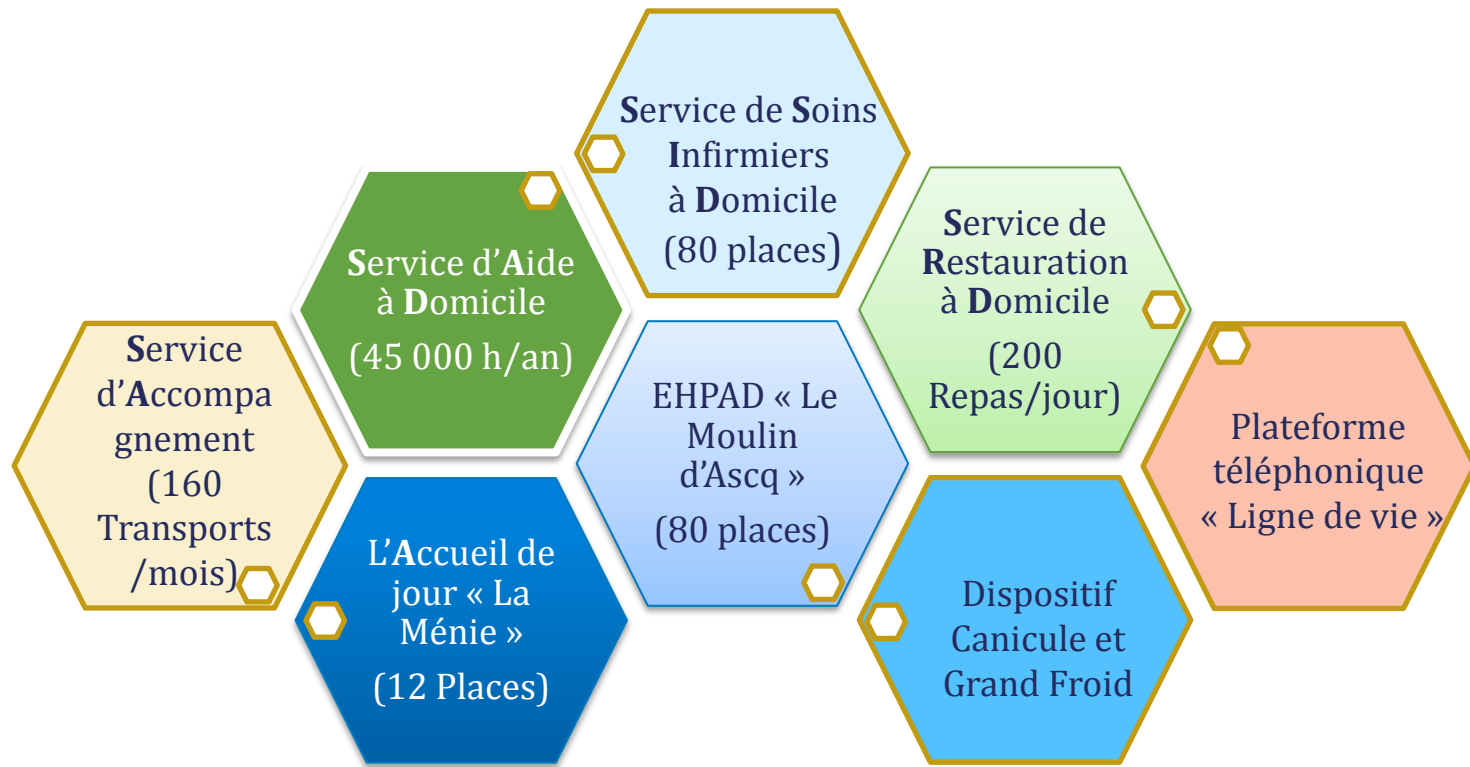 Service de Soins
Infirmiers
à Domicile
(80 places)
Service d’Aide
à Domicile
(45 000 h/an)
Service de
Restauration
à Domicile
(200
Repas/jour)
Service
d’Accompa
gnement
(160
Transports
/mois)
EHPAD « Le
Moulin
d’Ascq »
(80 places)
Plateforme
téléphonique
« Ligne de vie »
L’Accueil de
jour « La
Ménie »
(12 Places)
Dispositif
Canicule et
Grand Froid